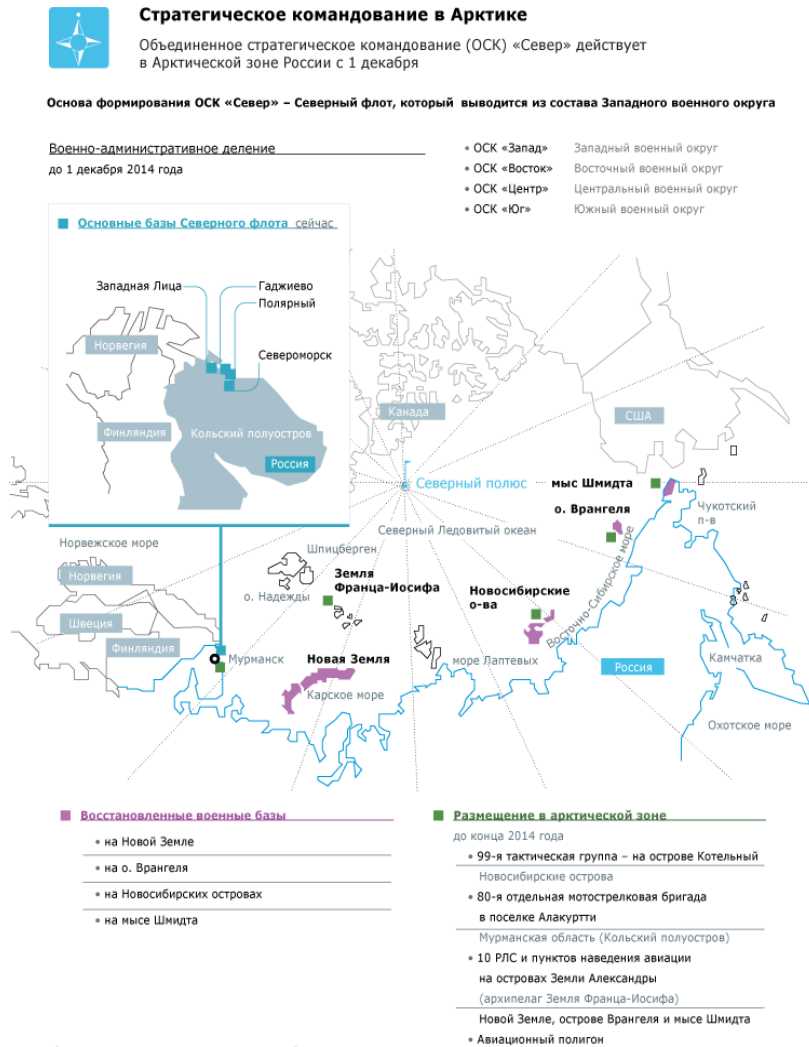 Стратегическое командование в Арктике
Объединенное стратегическое командование (ОСК) «Север» действует
в Арктической зоне России с 1 декабря
Основа формирования ОСК «Север» – Северный флот, который выводится из состава Западного военного округа
Военно-административное деление
до 1 декабря 2014 года
• ОСК «Запад» Западный военный округ
• ОСК «Восток» Восточный военный округ
• ОСК «Центр» Центральный военный округ
• ОСК «Юг» Южный военный округ
Основные базы Северного флота сейчас
Западная Лица
Гаджиево
Полярный
Североморск
Норвегия
Финляндия
Кольский полуостров
Россия
Канада
США
Северный полюс
мыс Шмидта
о. Врангеля
Чукотский
п-в
Северный Ледовитый океан
Норвежское море
Шпицберген
Норвегия
о. Надежды
Земля
Франца-Иосифа
Новосибирские
о-ва
Восточно-Сибирское море
Швеция
Финляндия
Мурманск
Новая Земля
Карское море
море Лаптевых
Россия
Камчатка
Охотское море
Восстановленные военные базы
• на Новой Земле
• на о. Врангеля
• на Новосибирских островах
• на мысе Шмидта
Размещение в арктической зоне
до конца 2014 года
• 99-я тактическая группа – на острове Котельный
Новосибирские острова
• 80-я отдельная мотострелковая бригада
в поселке Алакуртти
Мурманская область (Кольский полуостров)
• 10 РЛС и пунктов наведения авиации
на островах Земли Александры
(архипелаг Земля Франца-Иосифа)
Новой Земле, острове Врангеля и мысе Шмидта
• Авиационный полигон